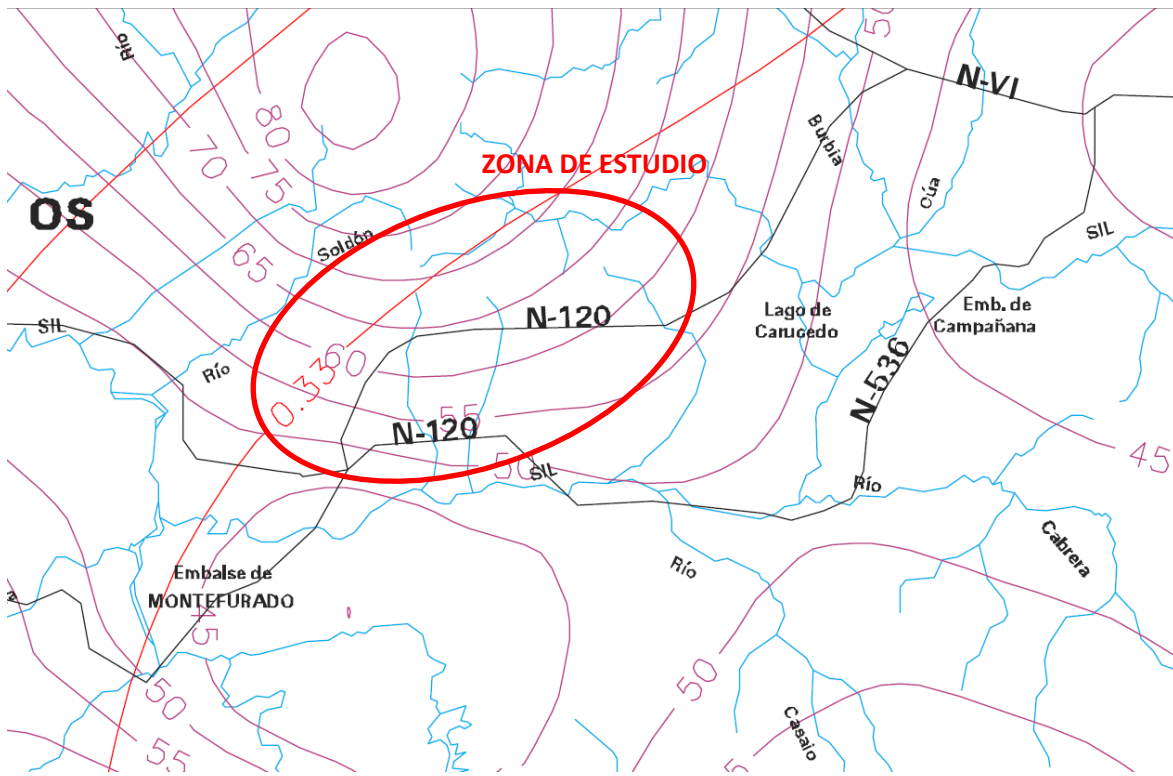 50
Río
N-VI
80
Burbia
70
75
ZONA DE ESTUDIO
Cúa
OS
SIL
Soldón
65
Lago de
Carucedo
Emb. de
Campañana
N-120
SIL
60
Río
N-536
0.33
55
N-120
45
50
SIL
Río
Cabrera
Río
Embalse de
MONTEFURADO
45
50
50
Casaio
55